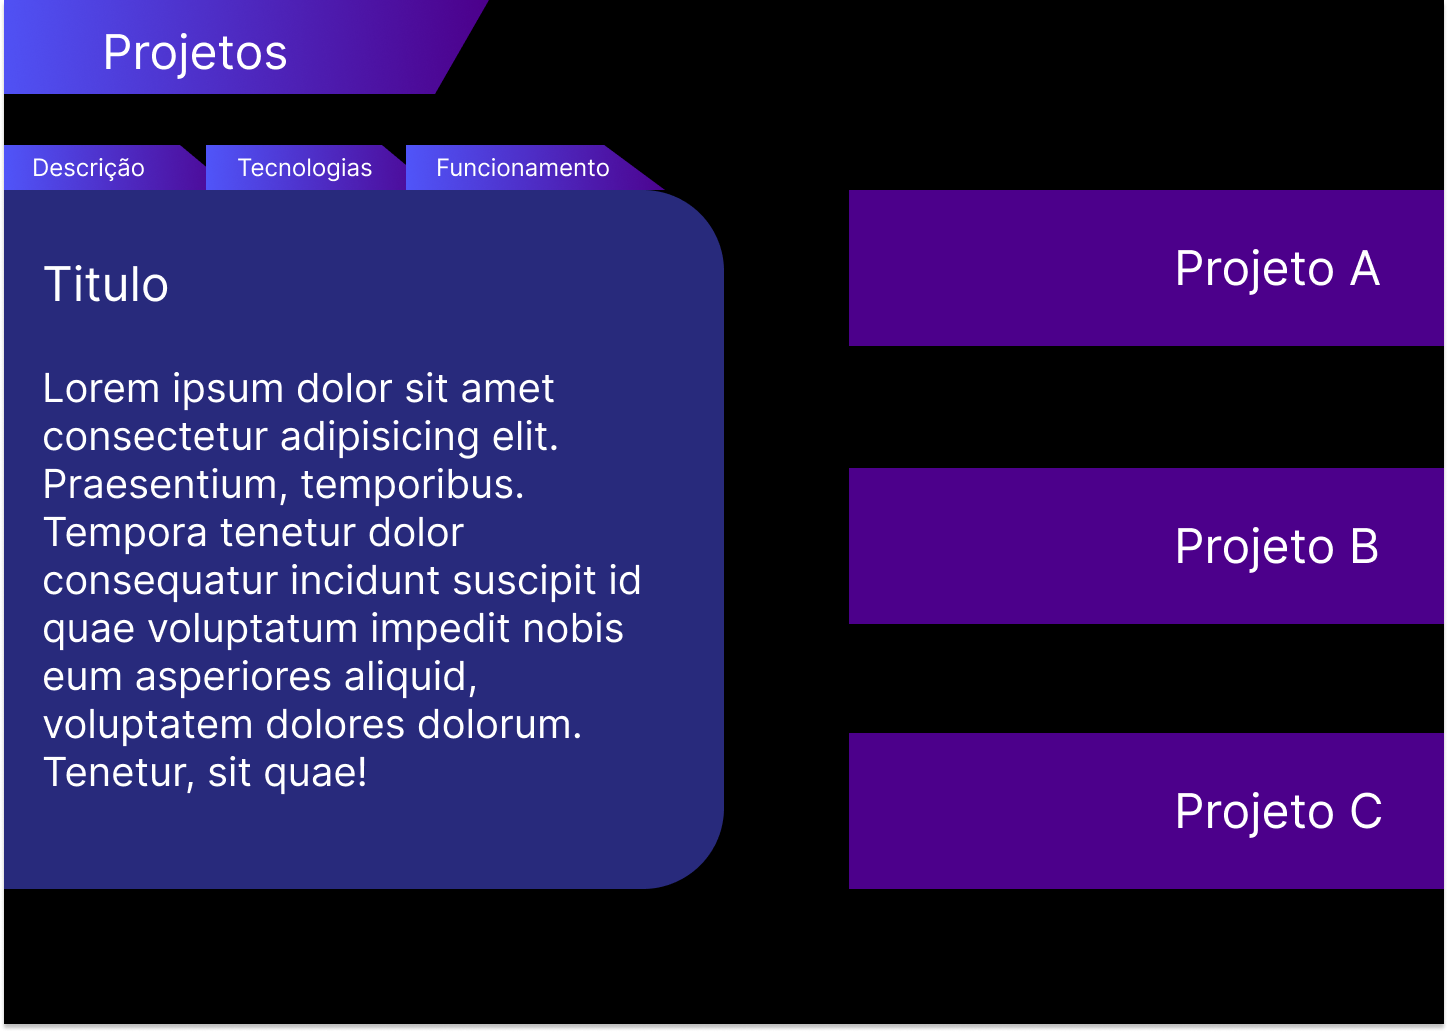 Projetos
Descrição
Tecnologias
Funcionamento
Titulo
Lorem ipsum dolor sit amet
consectetur adipisicing elit.
Praesentium, temporibus.
Tempora tenetur dolor
consequatur incidunt suscipit id
quae voluptatum impedit nobis
eum asperiores aliquid,
voluptatem dolores dolorum.
Tenetur, sit quae!
Projeto A
Projeto B
Projeto C